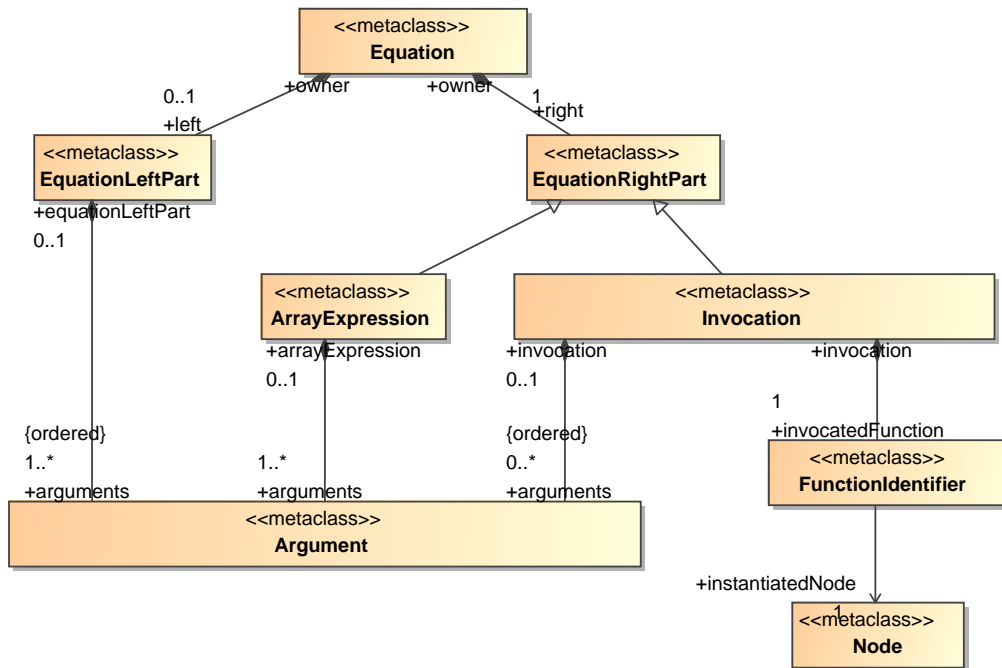 <<metaclass>>
Equation
+owner
+owner
0..1
+left
1
+right
<<metaclass>>
EquationLeftPart
<<metaclass>>
EquationRightPart
+equationLeftPart
0..1
<<metaclass>>
ArrayExpression
<<metaclass>>
Invocation
+arrayExpression
0..1
+invocation
0..1
+invocation
1
+invocatedFunction
{ordered}
1..*
+arguments
1..*
+arguments
{ordered}
0..*
+arguments
<<metaclass>>
FunctionIdentifier
<<metaclass>>
Argument
+instantiatedNode
1
<<metaclass>>
Node